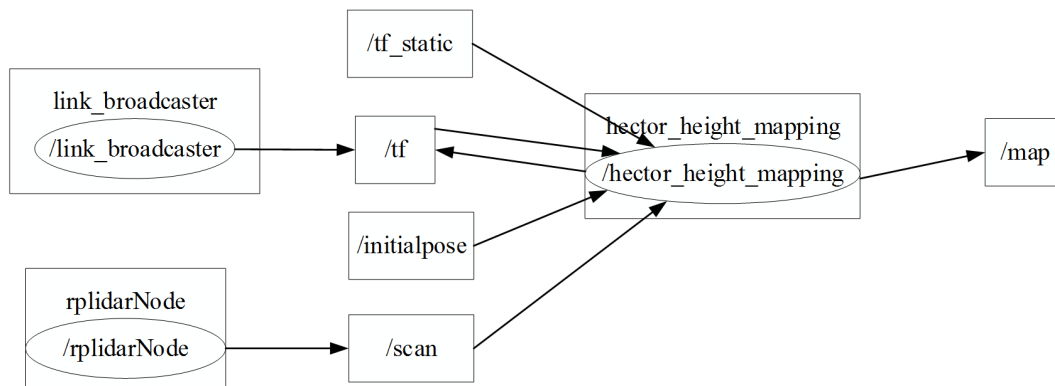 /tf_static
link_broadcaster
/link_broadcaster
/tf
hector_height_mapping
/hector_height_mapping
/map
/initialpose
rplidarNode
/rplidarNode
/scan